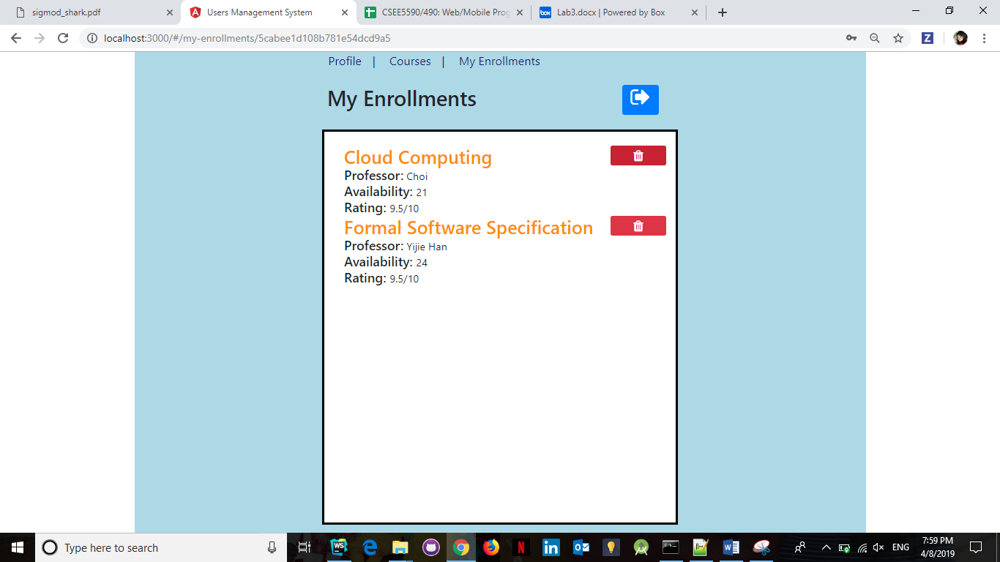 sigmod_shark.pdf
Users Management System
CSEE5590/490: Web/Mobile Prog
box
Lab3.docx | Powered by Box
localhost:3000/#/my-enrollments/5cabee1d108b781e54dcd9a5
Z
Profile | Courses | My Enrollments
My Enrollments
Cloud Computing
Professor: Choi
Availability: 21
Rating: 9.5/10
Formal Software Specification
Professor: Yijie Han
Availability: 24
Rating: 9.5/10
Type here to search
WS
N
in
ENG
7:59 PM
4/8/2019